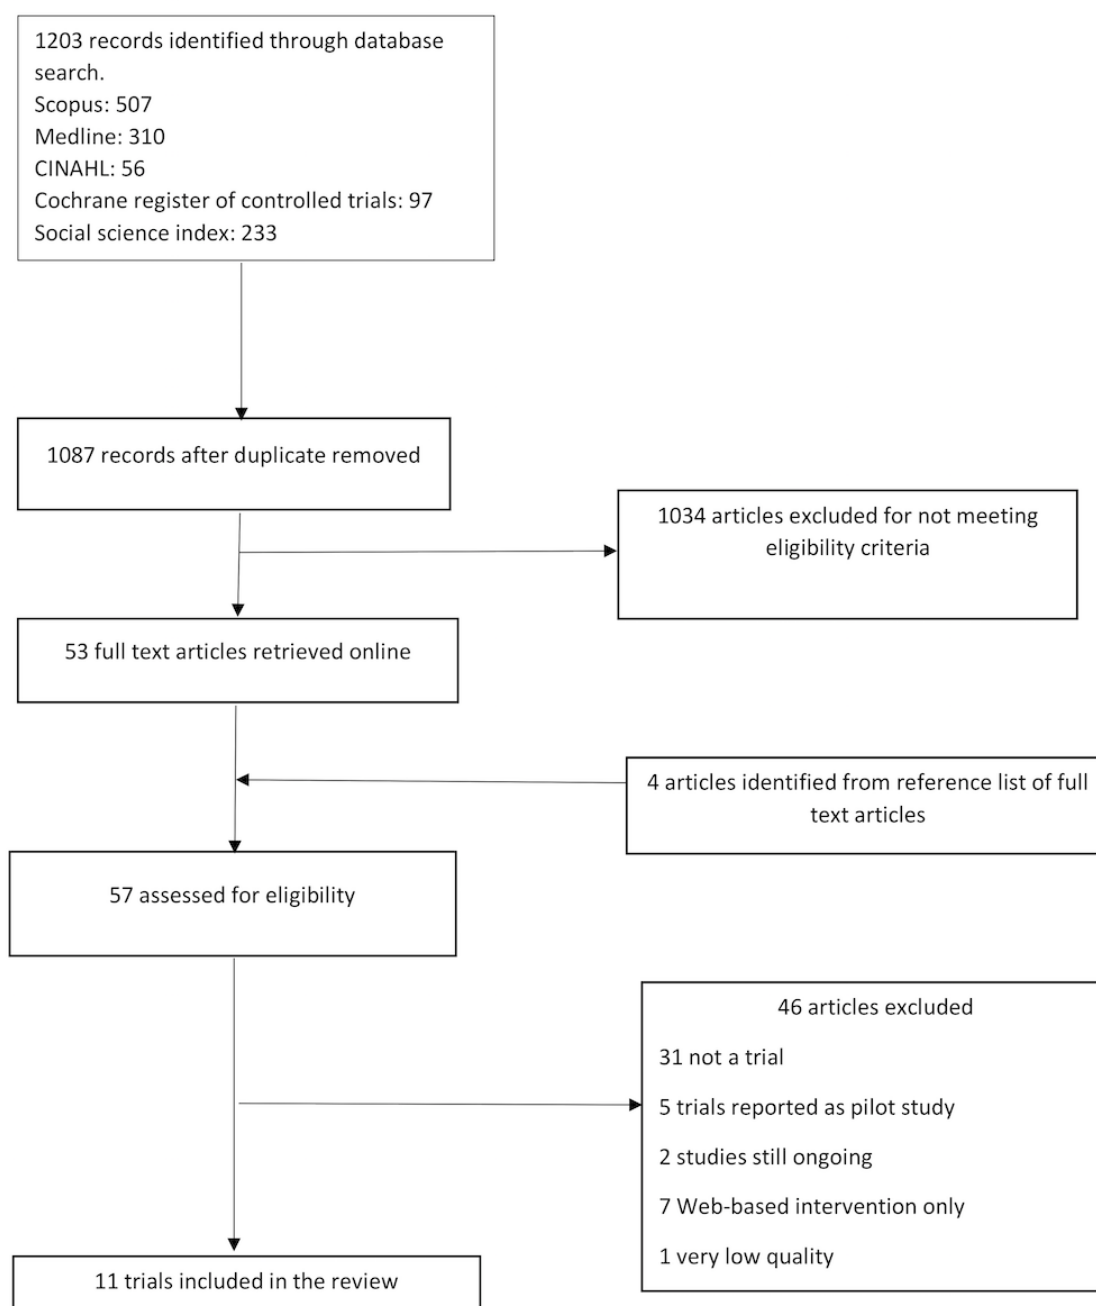 1203 records identified through database
search.
Scopus: 507
Medline: 310
CINAHL: 56
Cochrane register of controlled trials: 97
Social science index: 233
1087 records after duplicate removed
1034 articles excluded for not meeting
eligibility criteria
53 full text articles retrieved online
4 articles identified from reference list of full
text articles
57 assessed for eligibility
46 articles excluded
31 not a trial
5 trials reported as pilot study
2 studies still ongoing
7 Web-based intervention only
1 very low quality
11 trials included in the review